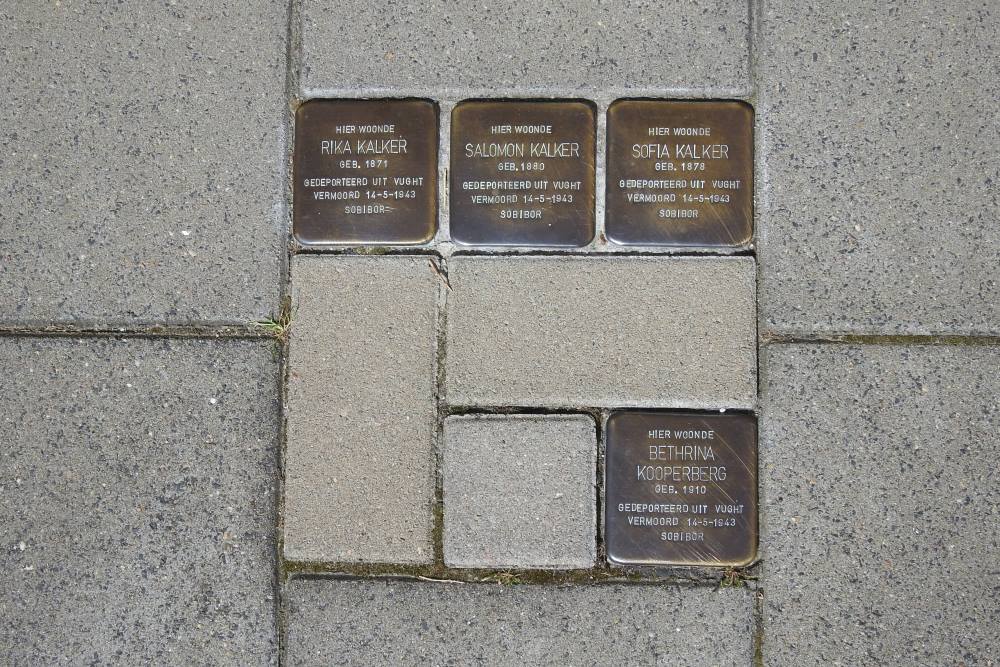 HIER WOONDE
RIKA KALKER
GEB. 1871
GEDEPORTEERD UIT VUGHT
VERMOORD 14-5-1943
SOBIBOR
HIER WOONDE
SALOMON KALKER
GEB. 1880
GEDEPORTEERD UIT VUGHT
VERMOORD 14-5-1943
SOBIBOR
HIER WOONDE
SOFIA KALKER
GEB. 1878
GEDEPORTEERD UIT VUGHT
VERMOORD 14-5-1943
SOBIBOR
HIER WOONDE
BETHRINA
KOOPERBERG
GEB. 1910
GEDEPORTEERD UIT VUGHT
VERMOORD 14-5-1943
SOBIBOR